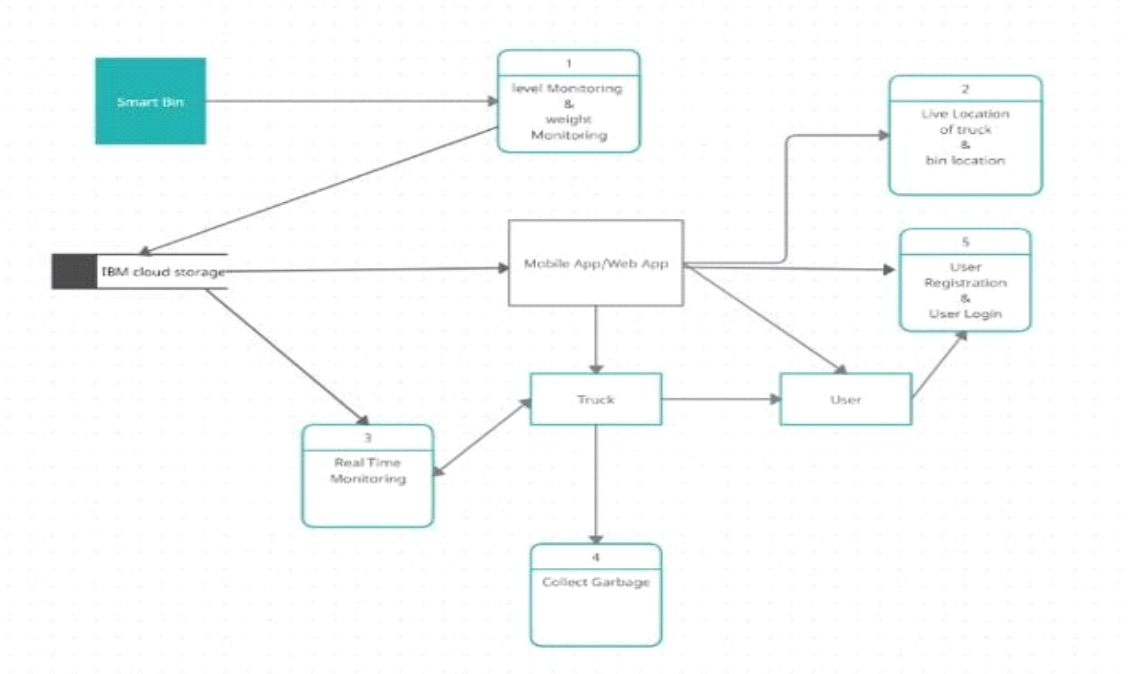 Smart Bin
1
level Monitoring
&
weight
Monitoring
2
Live Location
of truck
&
bin location
IBM cloud storage
Mobile App/Web App
5
User
Registration
&
User Login
Truck
User
3
Real Time
Monitoring
4
Collect Garbage